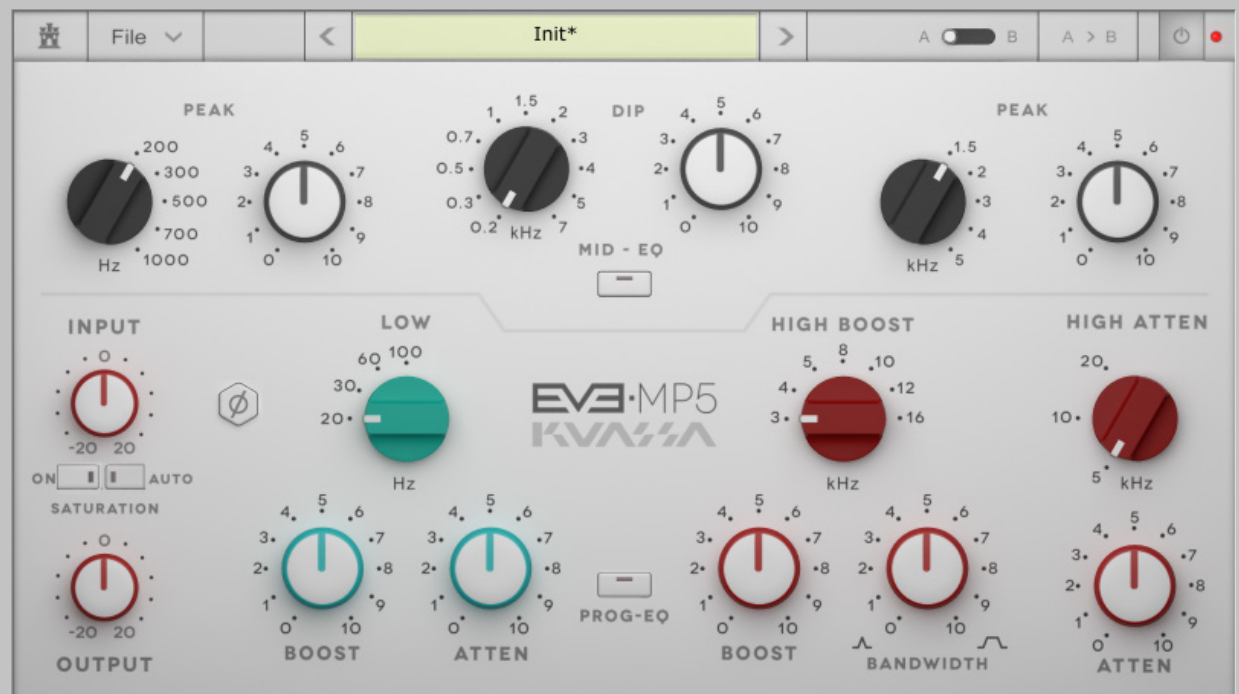 File
<
Init*
>
A B
A > B
PEAK
200
300
500
700
1000
Hz
0 1 2 3 4 5 6 7 8 9 10
DIP
0.2 0.3 0.5 0.7 1 1.5 2 3 4 5 7
kHz
0 1 2 3 4 5 6 7 8 9 10
MID - EQ
PEAK
1.5
2
3
4
5
kHz
0 1 2 3 4 5 6 7 8 9 10
INPUT
0
-20 20
ON AUTO
SATURATION
0
-20 20
OUTPUT
LOW
20 30 60 100
Hz
0 1 2 3 4 5 6 7 8 9 10
BOOST
0 1 2 3 4 5 6 7 8 9 10
ATTEN
EVE·MP5
KUASSA
PROG-EQ
HIGH BOOST
3 4 5 8 10 12 16
kHz
0 1 2 3 4 5 6 7 8 9 10
BOOST
0 1 2 3 4 5 6 7 8 9 10
BANDWIDTH
HIGH ATTEN
5 10 20
kHz
0 1 2 3 4 5 6 7 8 9 10
ATTEN